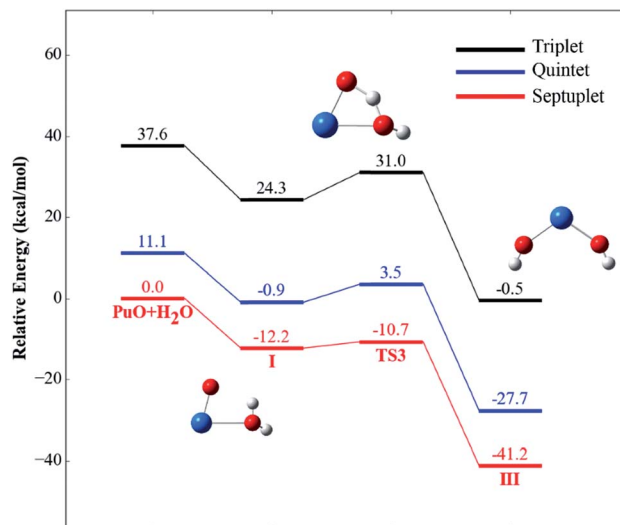 60
40
20
0
−20
−40
Relative Energy (kcal/mol)
Triplet
Quintet
Septuplet
37.6
24.3
31.0
-0.5
11.1
-0.9
3.5
-27.7
0.0
PuO+H₂O
-12.2
I
-10.7
TS3
-41.2
III